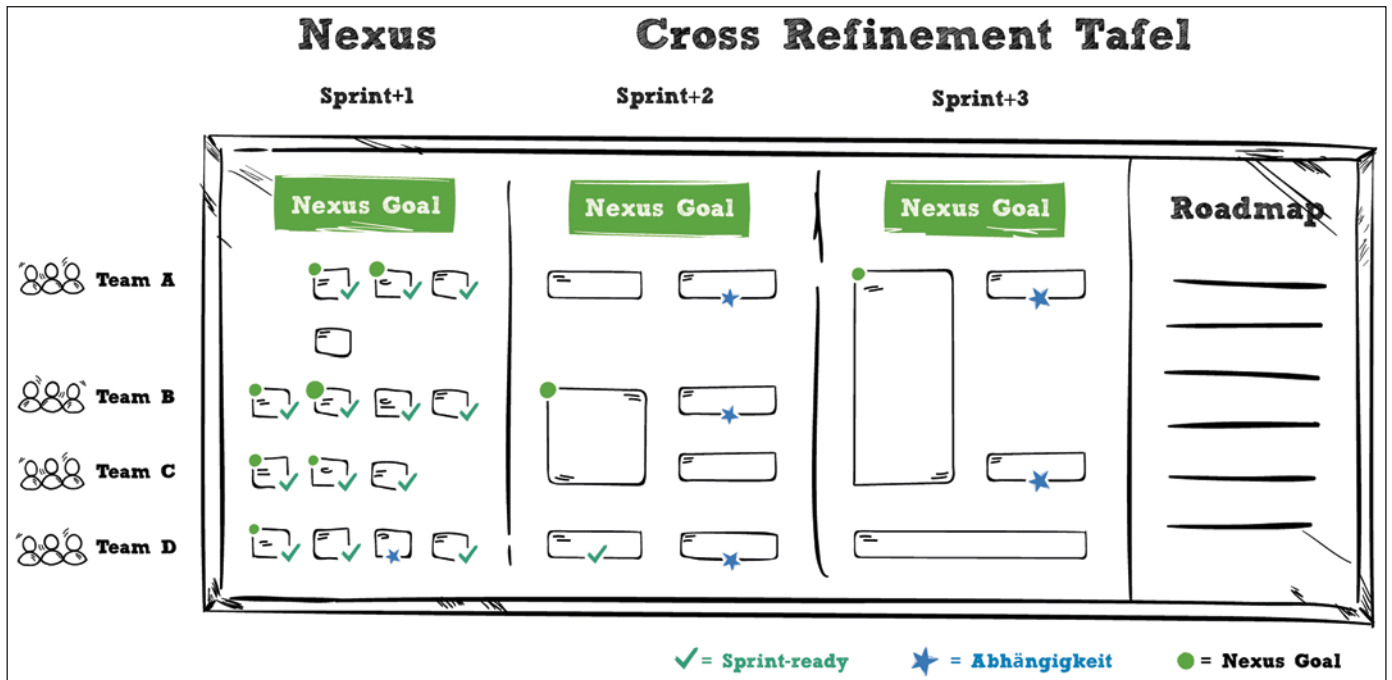 Nexus Cross Refinement Tafel
Sprint+1 Sprint+2 Sprint+3
Nexus Goal Nexus Goal Nexus Goal
Roadmap
Team A
Team B
Team C
Team D
= Sprint-ready = Abhängigkeit = Nexus Goal